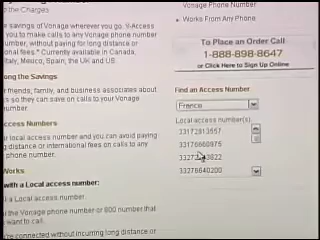 the Charges
savings of Vonage wherever you go. V-Access
you to make calls to any Vonage phone number
number, without paying for long distance or
ional fees.* Currently available in Canada,
Italy, Mexico, Spain, the UK and US.
ong the Savings
friends, family, and business associates about
s so they can save on calls to your Vonage
number.
ccess Numbers
r local access number and you can avoid paying
g distance or international fees on calls to any
phone number.
Works
with a Local access number:
l a Local access number.
the Vonage phone number or 800 number that
want to call.
u're connected without incurring long distance or
Vonage Phone Number
Works From Any Phone
To Place an Order Call
1-888-898-8647
or Click Here to Sign Up Online
Find an Access Number
France
Local access number(s)
33172813557
33176660875
33278640200